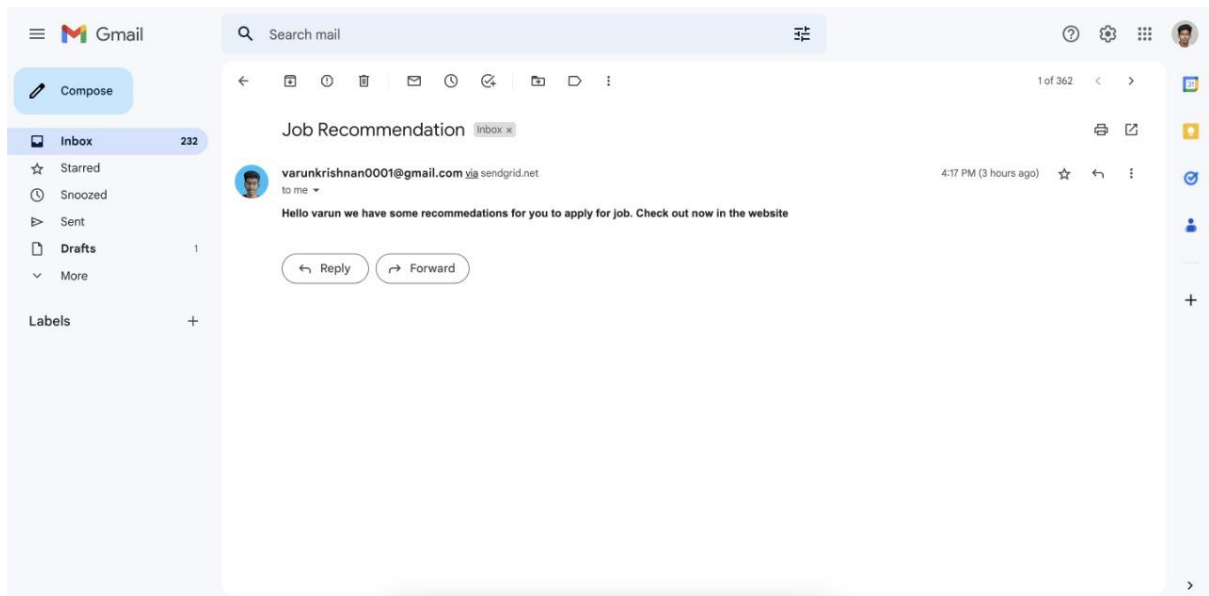 Gmail
Search mail
Compose
1 of 362
Inbox 232
Starred
Snoozed
Sent
Drafts 1
More
Labels
Job Recommendation Inbox x
varunkrishnan0001@gmail.com via sendgrid.net 4:17 PM (3 hours ago)
to me
Hello varun we have some recommedations for you to apply for job. Check out now in the website
Reply Forward
31